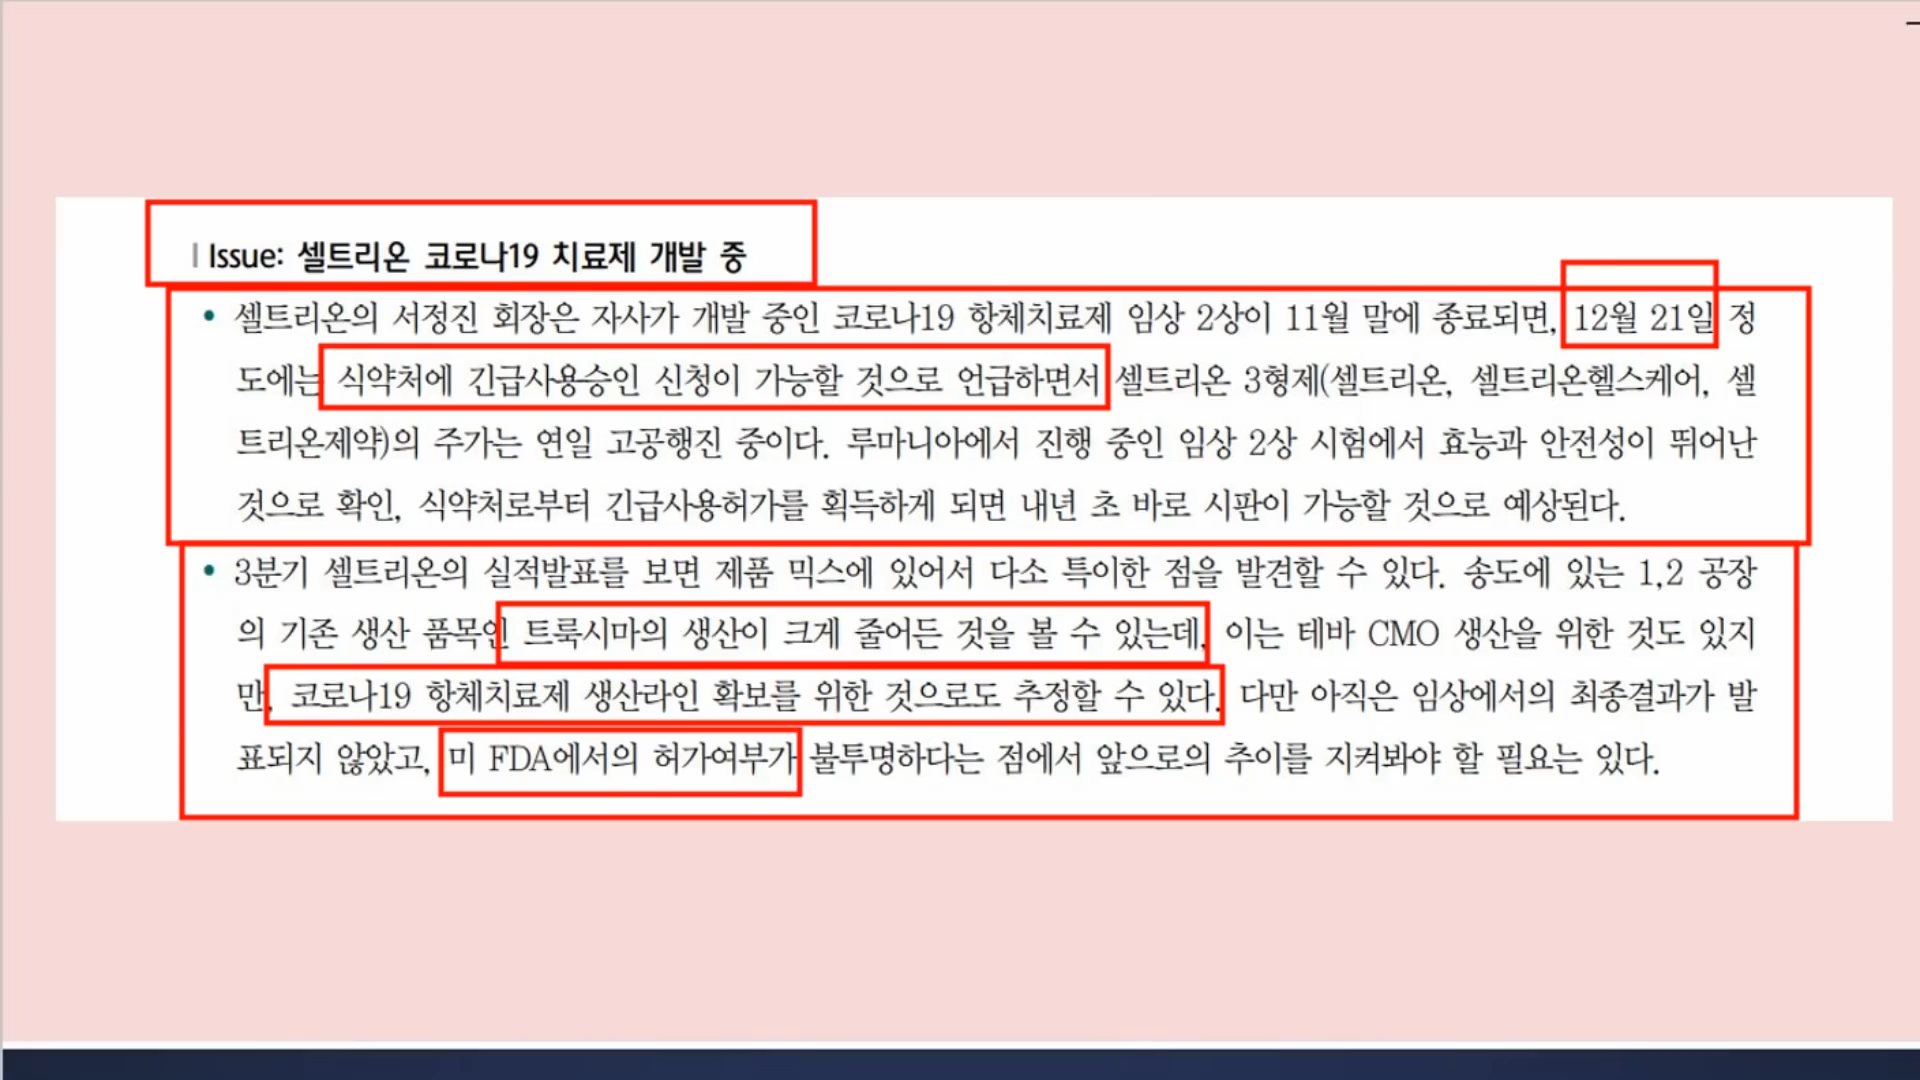 Issue: 셀트리온 코로나19 치료제 개발 중
• 셀트리온의 서정진 회장은 자사가 개발 중인 코로나19 항체치료제 임상 2상이 11월 말에 종료되면, 12월 21일 정
도에는 식약처에 긴급사용승인 신청이 가능할 것으로 언급하면서 셀트리온 3형제(셀트리온, 셀트리온헬스케어, 셀
트리온제약)의 주가는 연일 고공행진 중이다. 루마니아에서 진행 중인 임상 2상 시험에서 효능과 안전성이 뛰어난
것으로 확인, 식약처로부터 긴급사용허가를 획득하게 되면 내년 초 바로 시판이 가능할 것으로 예상된다.
• 3분기 셀트리온의 실적발표를 보면 제품 믹스에 있어서 다소 특이한 점을 발견할 수 있다. 송도에 있는 1,2 공장
의 기존 생산 품목인 트룩시마의 생산이 크게 줄어든 것을 볼 수 있는데, 이는 테바 CMO 생산을 위한 것도 있지
만, 코로나19 항체치료제 생산라인 확보를 위한 것으로도 추정할 수 있다. 다만 아직은 임상에서의 최종결과가 발
표되지 않았고, 미 FDA에서의 허가여부가 불투명하다는 점에서 앞으로의 추이를 지켜봐야 할 필요는 있다.